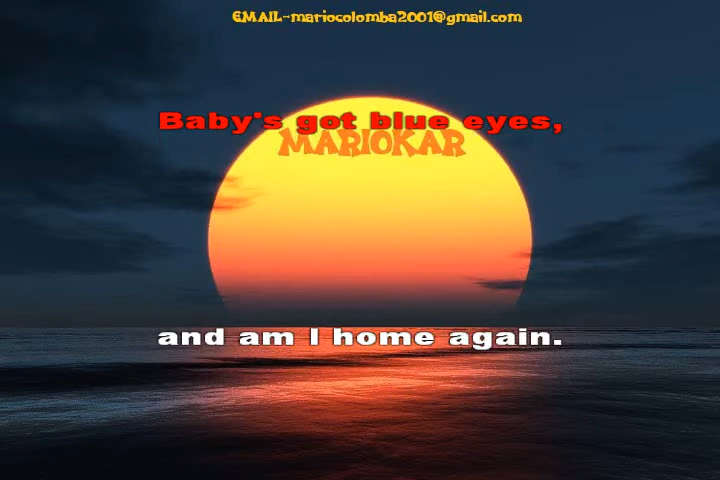 EMAIL-mariocolomba2001@gmail.com
Baby's got blue eyes,
MARIOKAR
and am I home again.